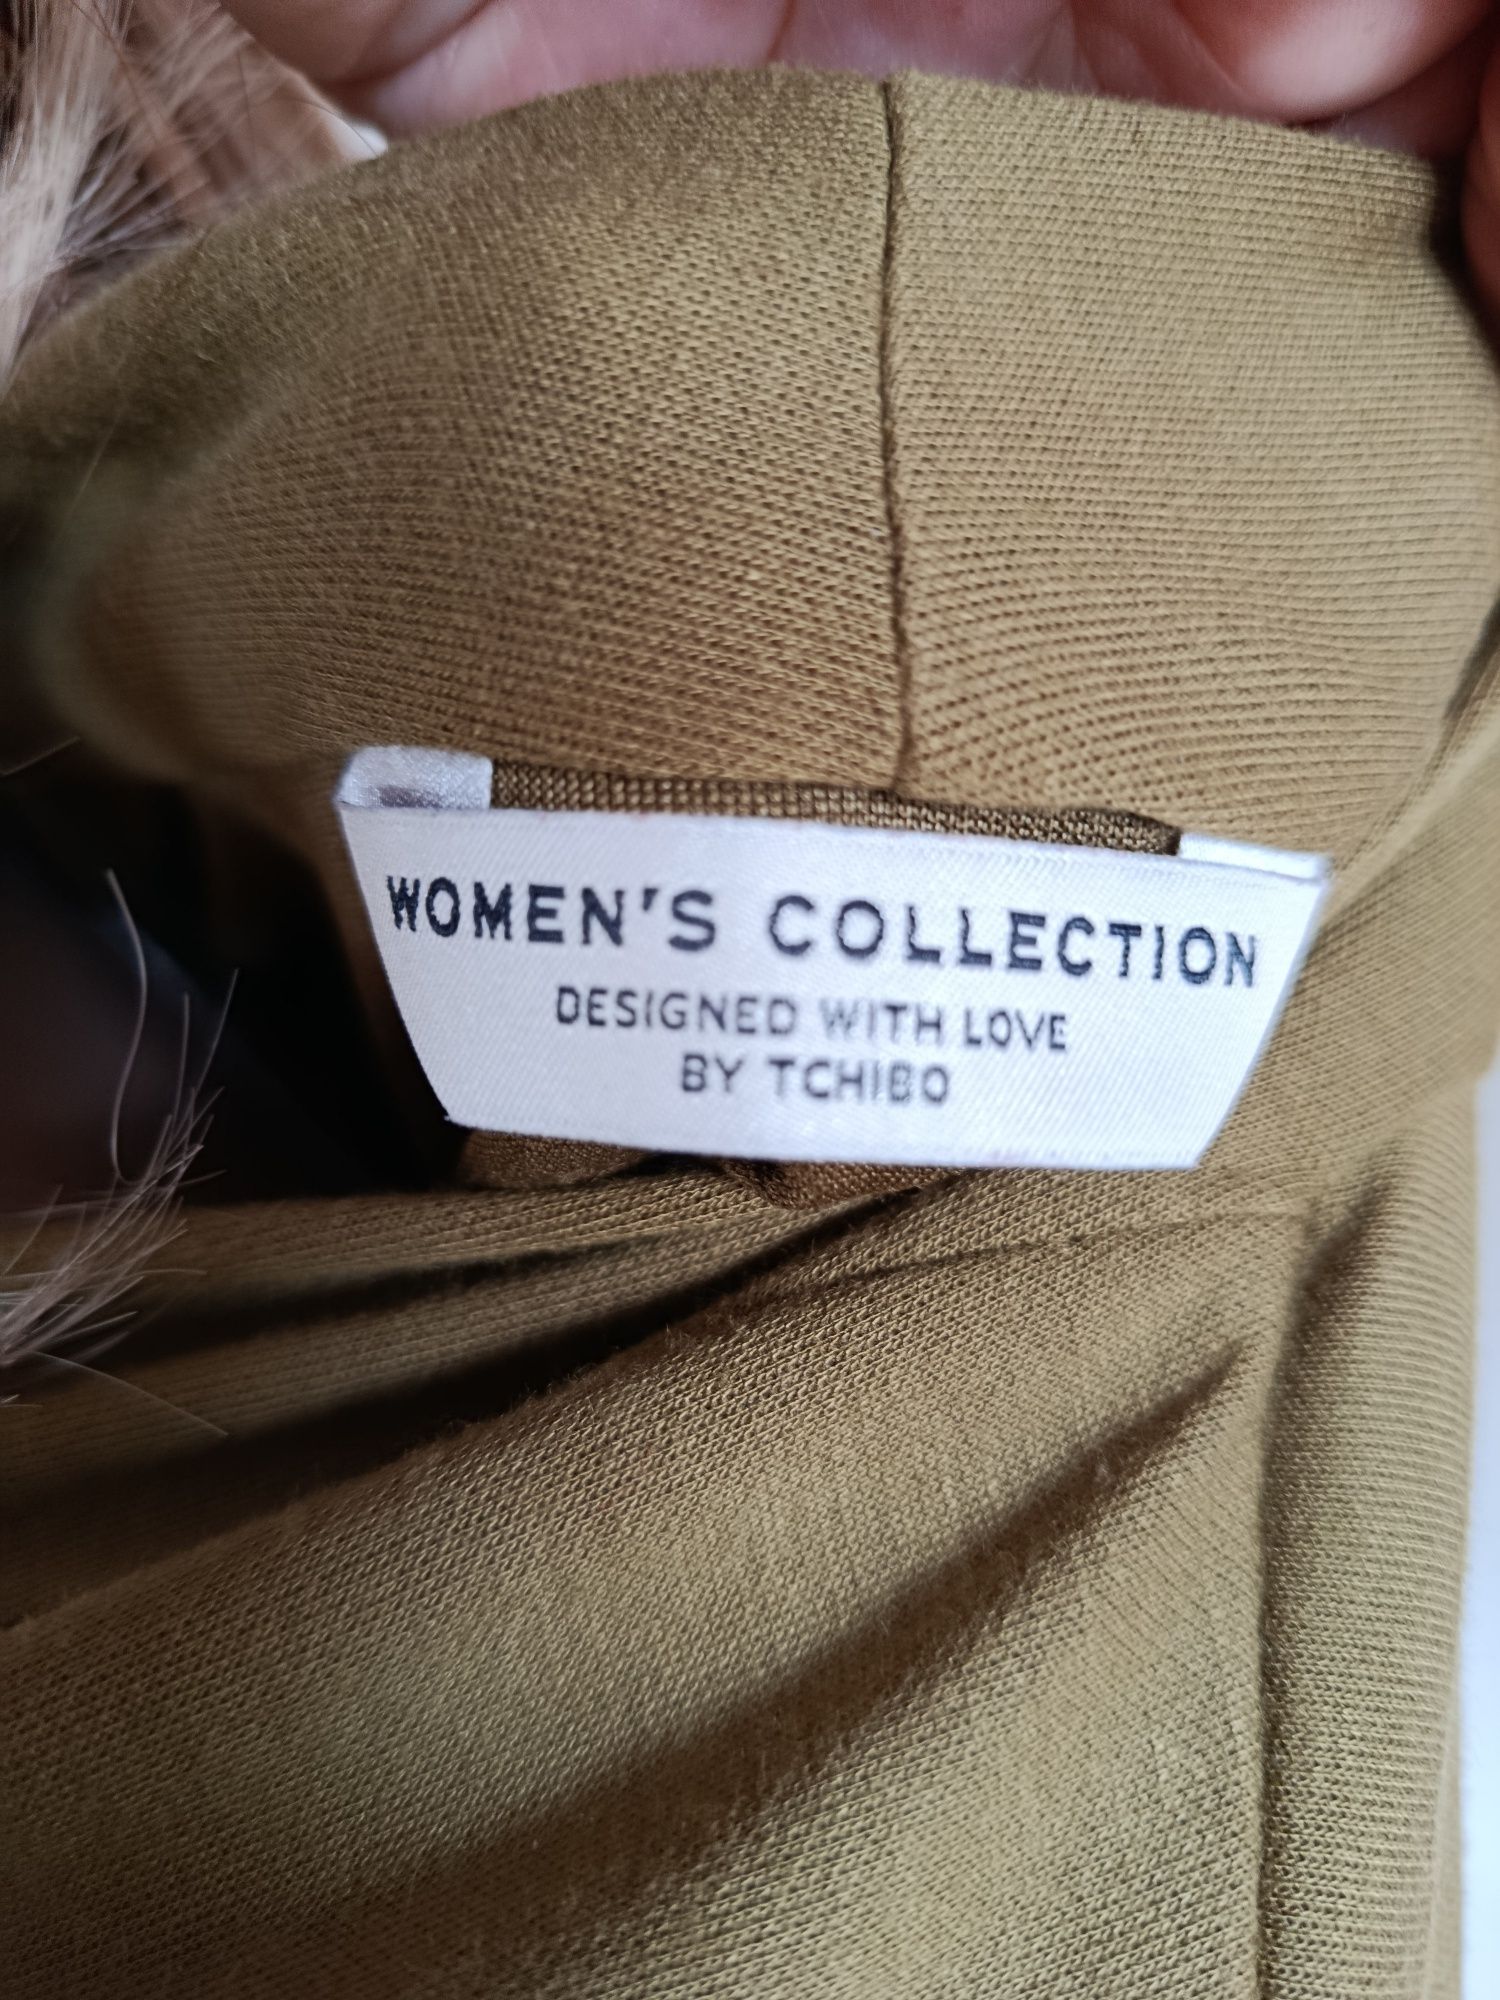 WOMEN'S COLLECTION
DESIGNED WITH LOVE
BY TCHIBO